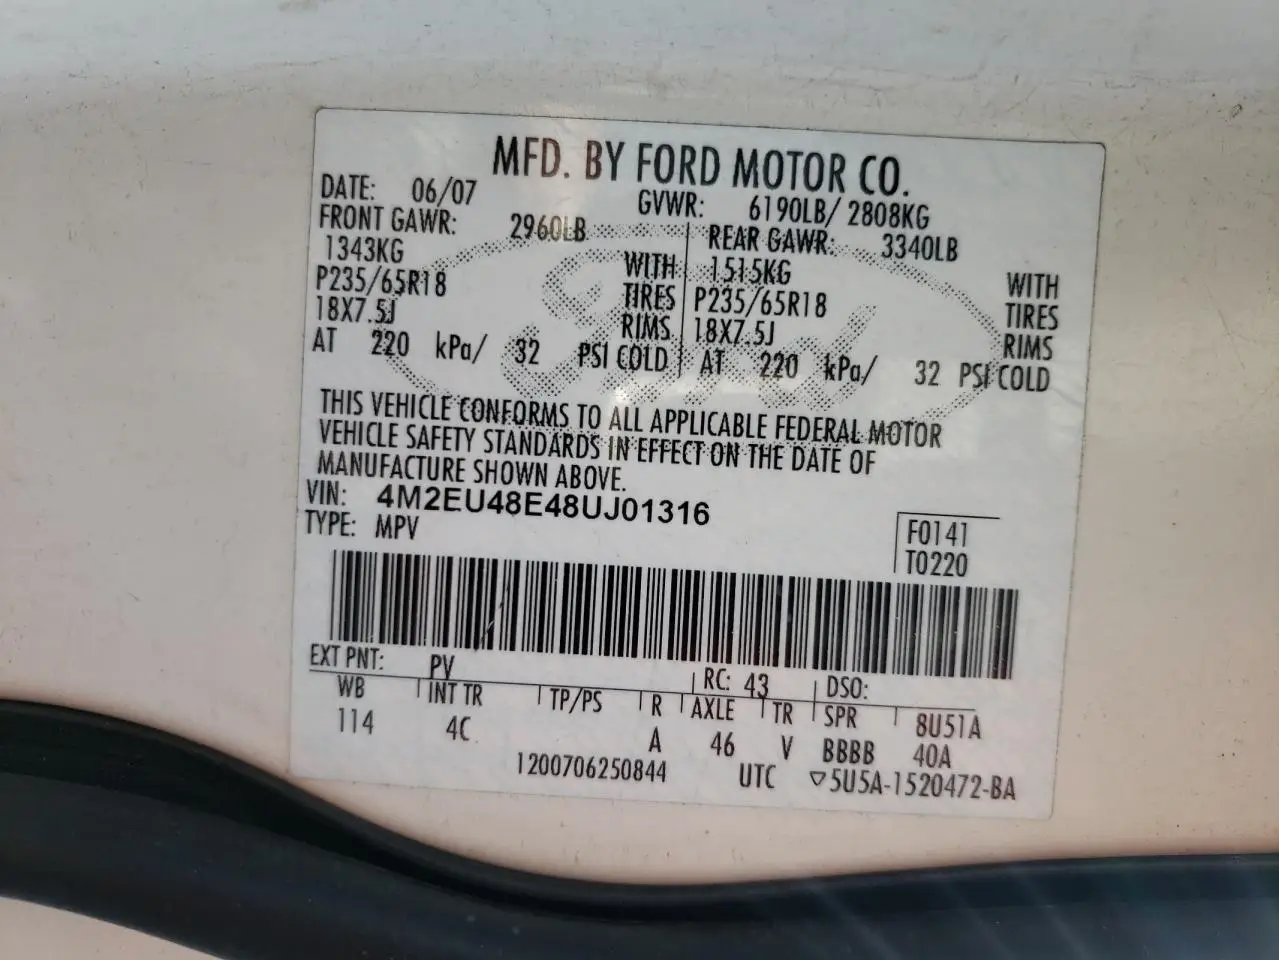 MFD. BY FORD MOTOR CO.
DATE: 06/07 GVWR: 6190LB/ 2808KG
FRONT GAWR: 2960LB REAR GAWR: 3340LB
1343KG WITH 1515KG WITH
P235/65R18 TIRES P235/65R18 TIRES
18X7.5J RIMS 18X7.5J RIMS
AT 220 kPa/ 32 PSI COLD AT 220 kPa/ 32 PSI COLD
THIS VEHICLE CONFORMS TO ALL APPLICABLE FEDERAL MOTOR
VEHICLE SAFETY STANDARDS IN EFFECT ON THE DATE OF
MANUFACTURE SHOWN ABOVE.
VIN: 4M2EU48E48UJ01316
TYPE: MPV
F0141
T0220
EXT PNT: PV RC: 43 DSO:
WB INT TR TP/PS R AXLE TR SPR 8U51A
114 4C A 46 V BBBB 40A
1200706250844 UTC ▽5U5A-1520472-BA
Ford